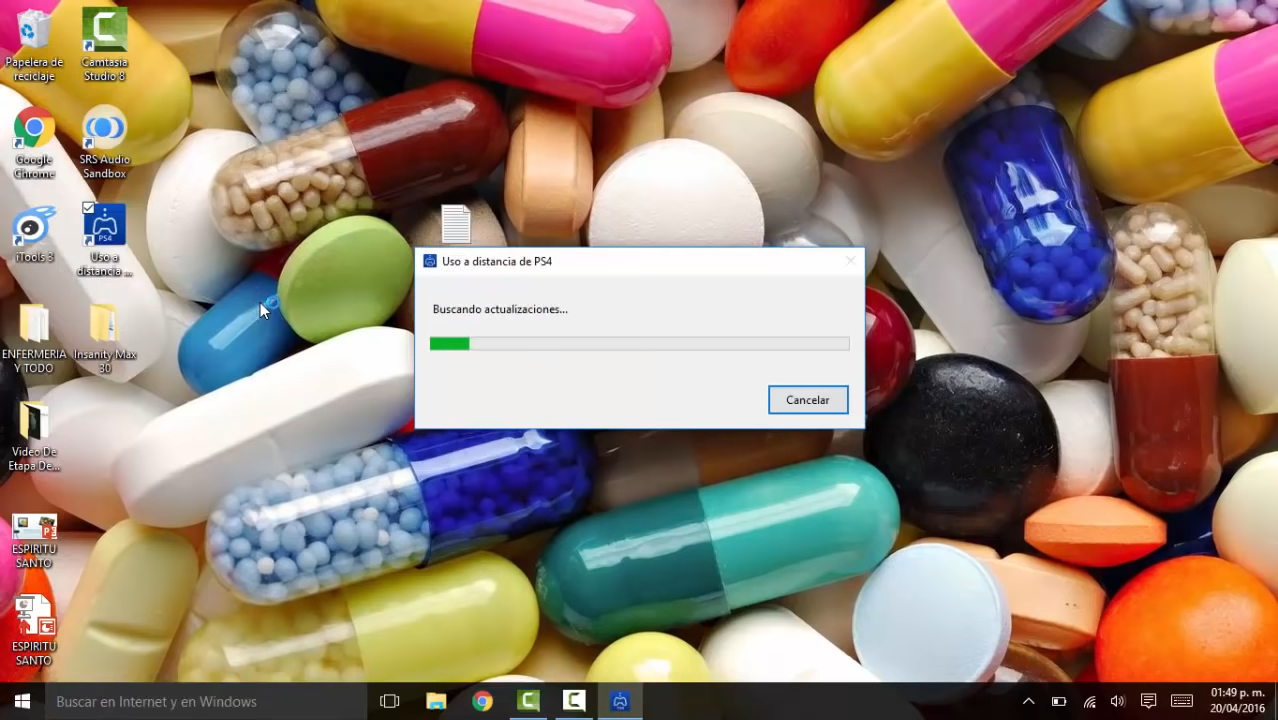 Papelera de
reciclaje
Camtasia
Studio 8
Google
Chrome
SRS Audio
Sandbox
iTools 3
PS4
Uso a
distancia ...
ENFERMERIA
Y TODO
Insanity Max
30
Video De
Etapa De...
ESPIRITU
SANTO
ESPIRITU
SANTO
Uso a distancia de PS4
Buscando actualizaciones...
Cancelar
Buscar en Internet y en Windows
01:49 p. m.
20/04/2016